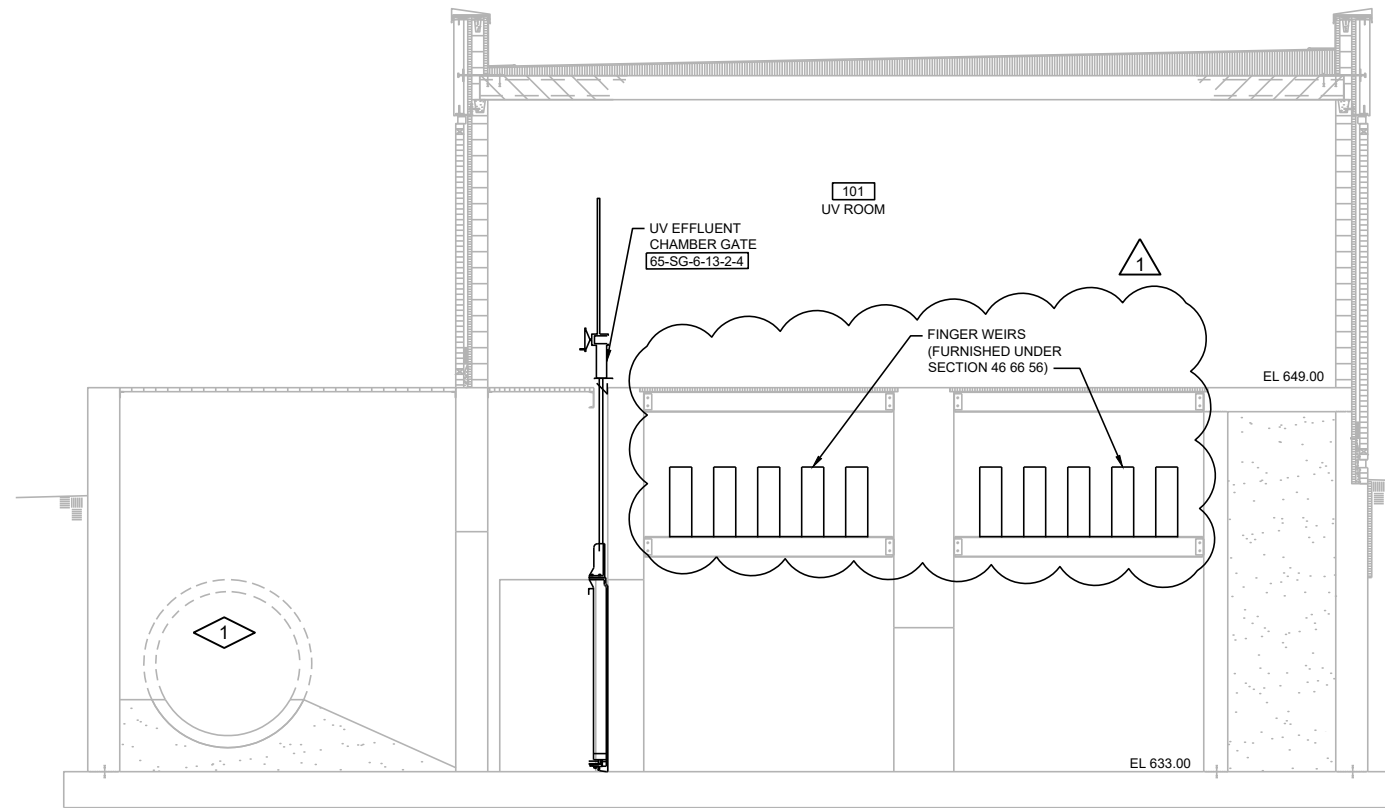 101
UV ROOM
UV EFFLUENT
CHAMBER GATE
65-SG-6-13-2-4
1
FINGER WEIRS
(FURNISHED UNDER
SECTION 46 66 56)
EL 649.00
1
EL 633.00